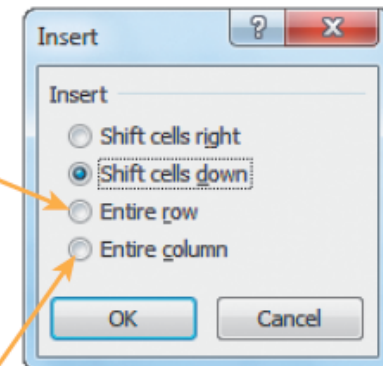 Insert
?
Insert
Shift cells right
Shift cells down
Entire row
Entire column
OK
Cancel